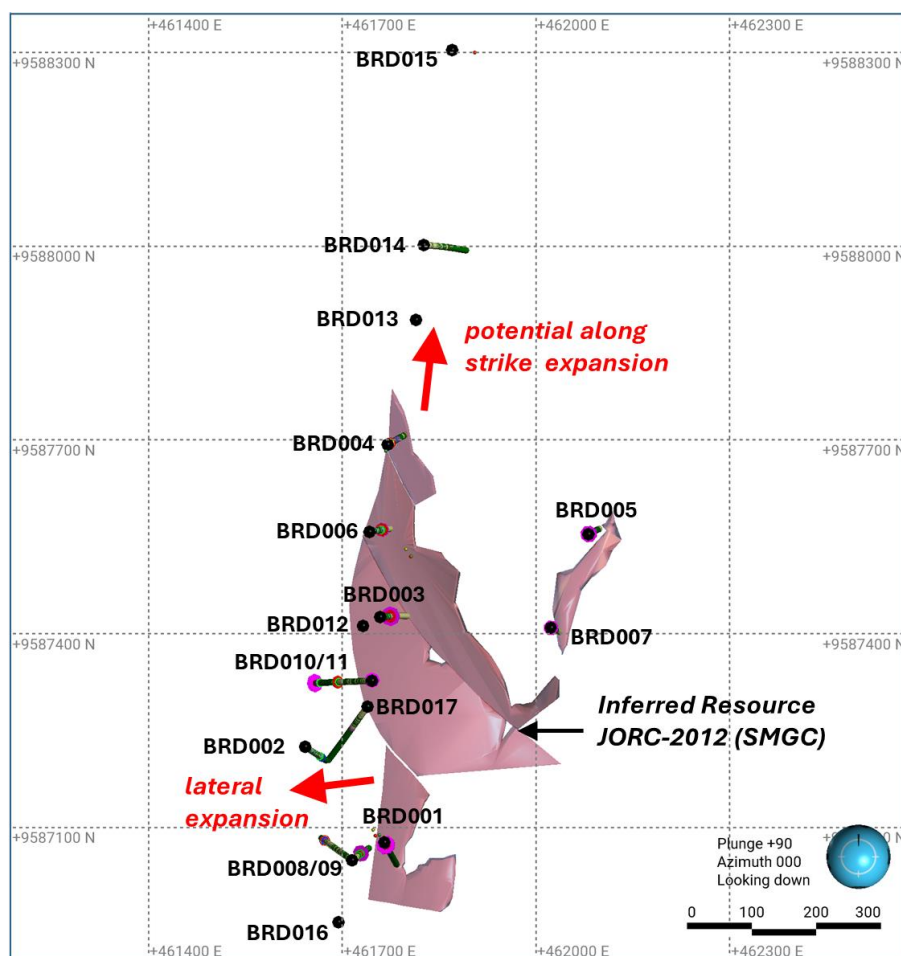 +461400 E
+461700 E
+462000 E
+462300 E
+9588300 N
BRD015
+9588300 N
+9588000 N
BRD014
+9588000 N
BRD013
potential along
strike expansion
+9587700 N
BRD004
+9587700 N
BRD006
BRD005
BRD003
BRD012
+9587400 N
BRD007
+9587400 N
BRD010/11
BRD017
Inferred Resource
JORC-2012 (SMGC)
BRD002
lateral
expansion
BRD001
+9587100 N
BRD008/09
Plunge +90
Azimuth 000
Looking down
BRD016
0 100 200 300
+461400 E
+461700 E
+462000 E
+462300 E